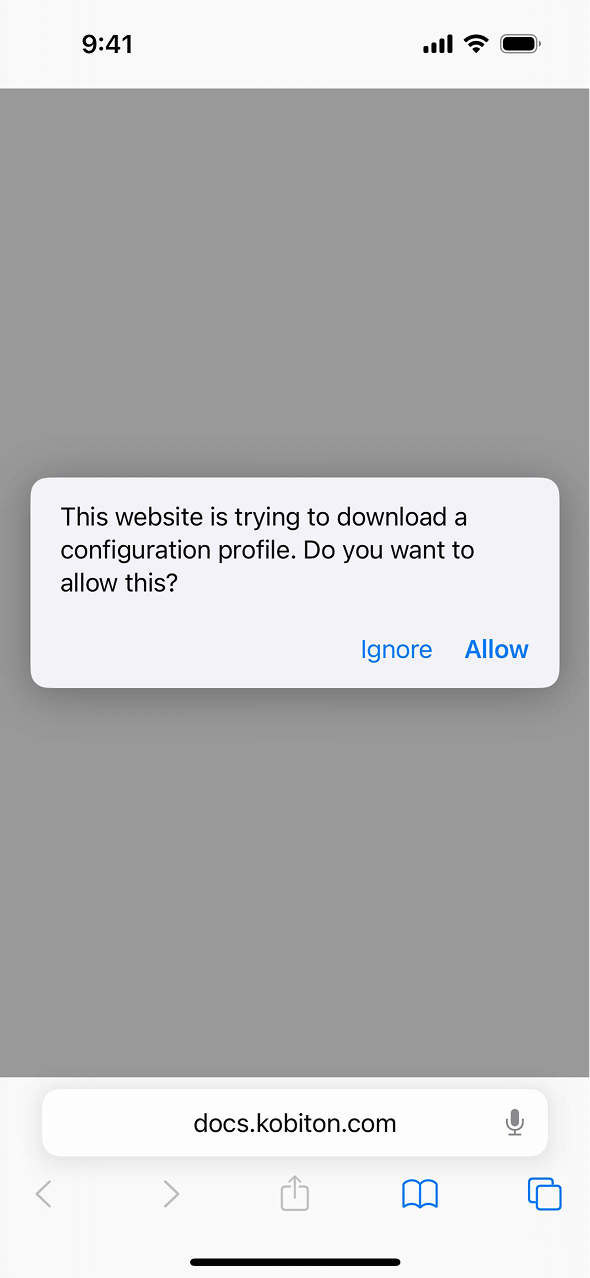 9:41
This website is trying to download a
configuration profile. Do you want to
allow this?
Ignore Allow
docs.kobiton.com